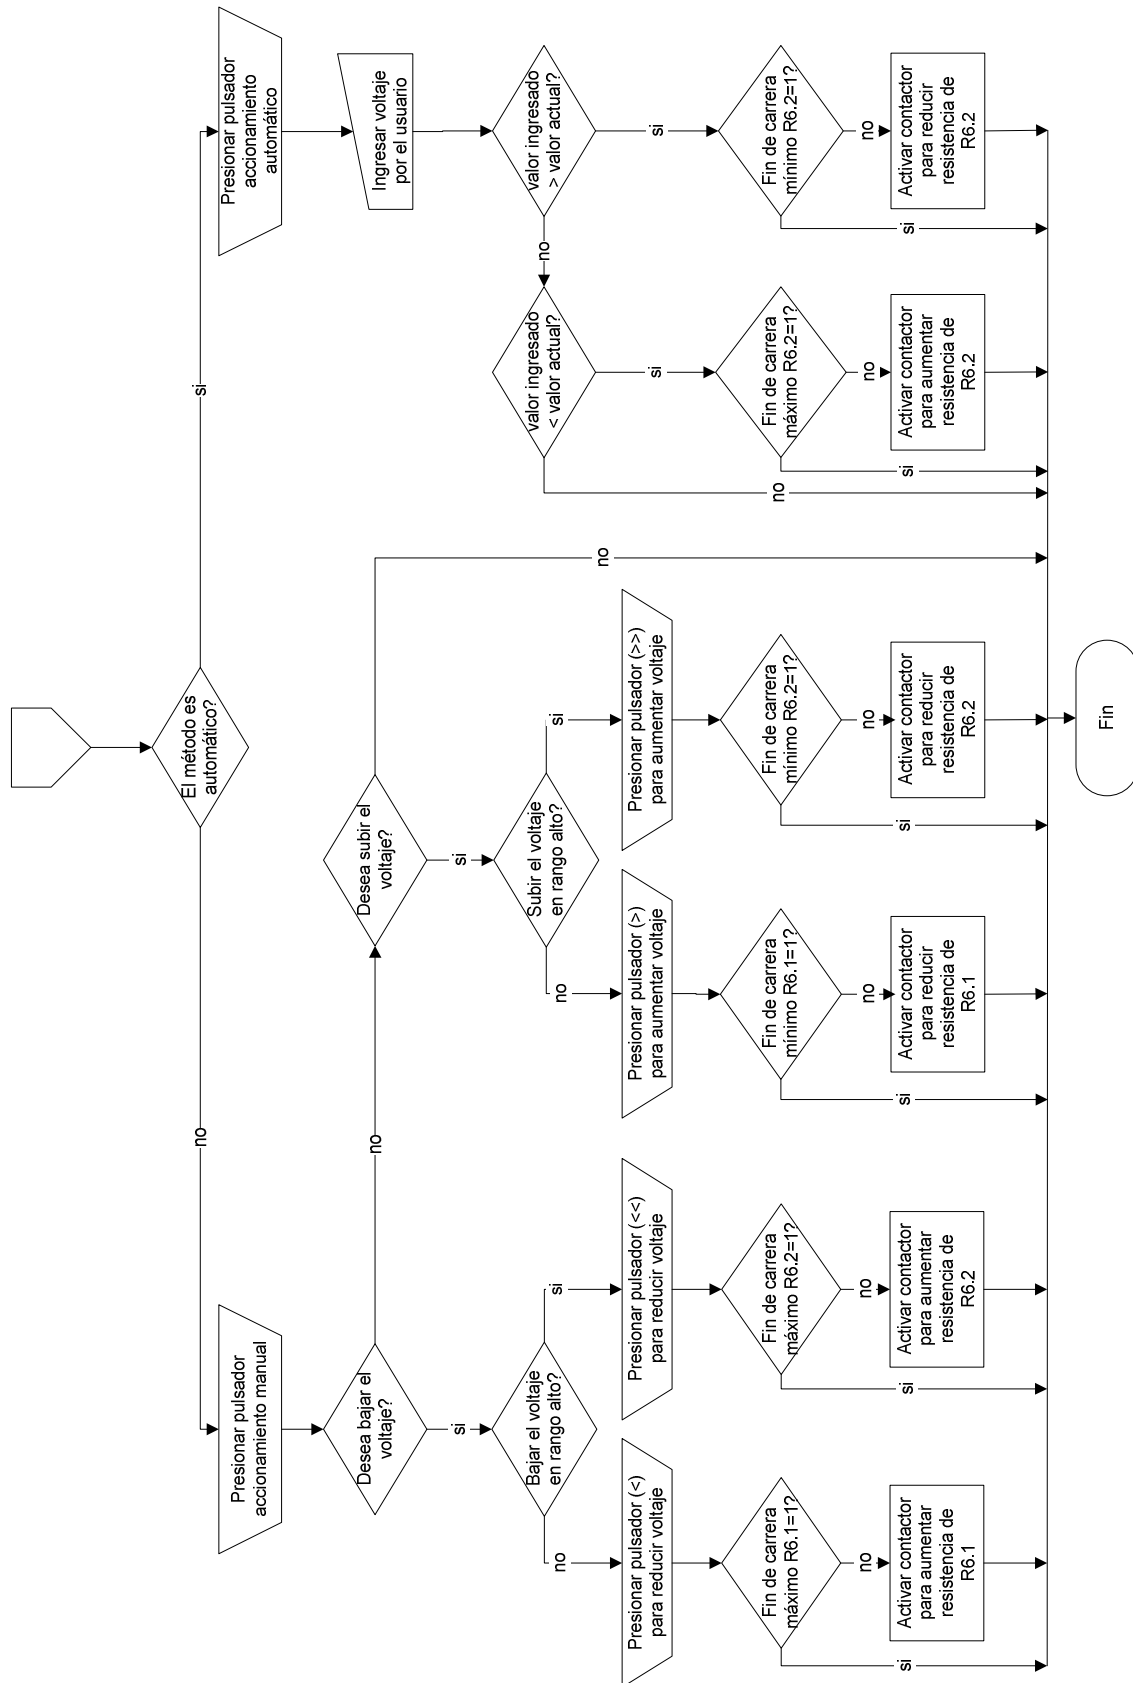 El método es
automático?
no
si
Presionar pulsador
accionamiento manual
Presionar pulsador
accionamiento
automático
Desea bajar el
voltaje?
no
Desea subir el
voltaje?
no
Ingresar voltaje
por el usuario
si
si
Bajar el voltaje
en rango alto?
Subir el voltaje
en rango alto?
valor ingresado
< valor actual?
no
valor ingresado
> valor actual?
no
si
no
si
no
si
si
Presionar pulsador (<)
para reducir voltaje
Presionar pulsador (<<)
para reducir voltaje
Presionar pulsador (>)
para aumentar voltaje
Presionar pulsador (>>)
para aumentar voltaje
Fin de carrera
máximo R6.1=1?
Fin de carrera
máximo R6.2=1?
Fin de carrera
mínimo R6.1=1?
Fin de carrera
mínimo R6.2=1?
Fin de carrera
máximo R6.2=1?
Fin de carrera
mínimo R6.2=1?
no
no
no
no
no
no
si
Activar contactor
para aumentar
resistencia de
R6.1
si
Activar contactor
para aumentar
resistencia de
R6.2
si
Activar contactor
para reducir
resistencia de
R6.1
si
Activar contactor
para reducir
resistencia de
R6.2
no
si
Activar contactor
para aumentar
resistencia de
R6.2
si
Activar contactor
para reducir
resistencia de
R6.2
Fin